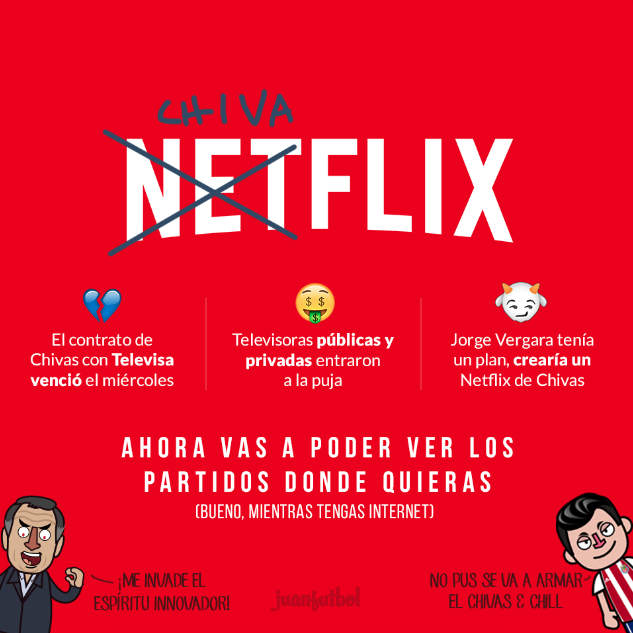 CHIVA
NETFLIX
El contrato de
Chivas con Televisa
venció el miércoles
Televisoras públicas y
privadas entraron
a la puja
Jorge Vergara tenía
un plan, crearía un
Netflix de Chivas
AHORA VAS A PODER VER LOS
PARTIDOS DONDE QUIERAS
(BUENO, MIENTRAS TENGAS INTERNET)
¡ME INVADE EL
ESPÍRITU INNOVADOR!
juanfutbol
NO PUS SE VA A ARMAR
EL CHIVAS & CHILL